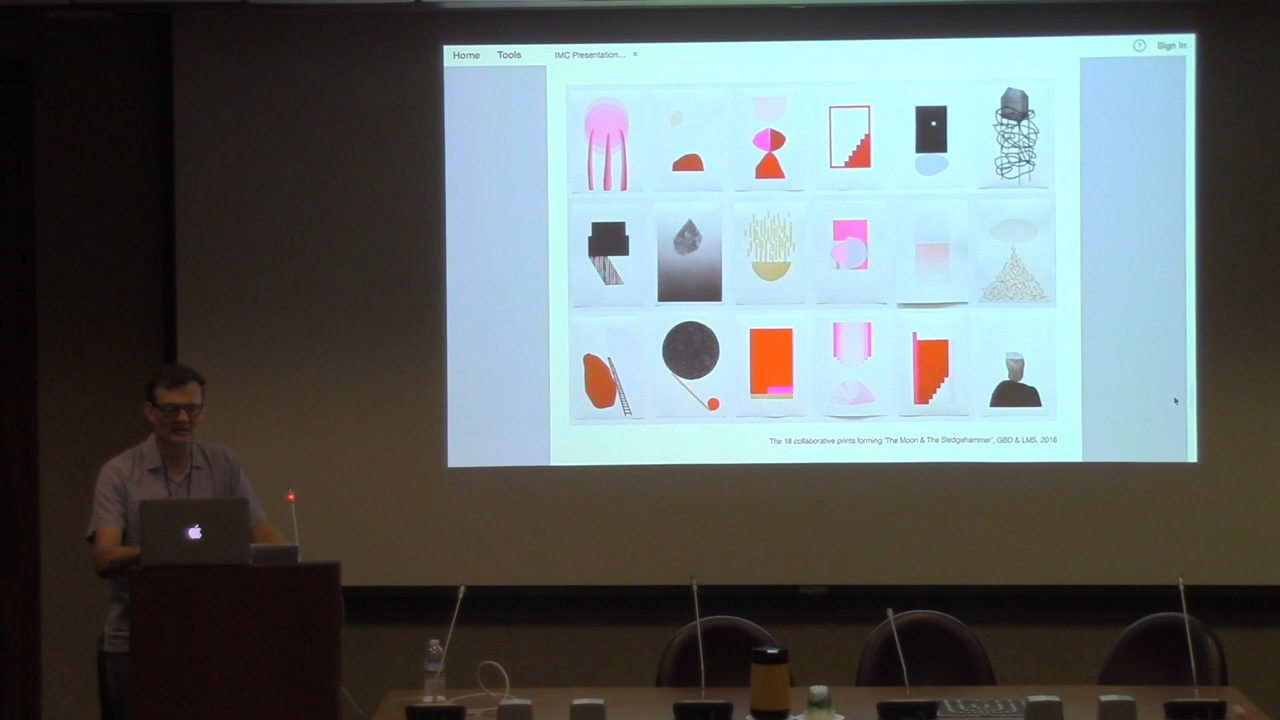 Home Tools IMC Presentation... × ? Sign In
The 18 collaborative prints forming 'The Moon & The Sledgehammer', GBD & LMS, 2016